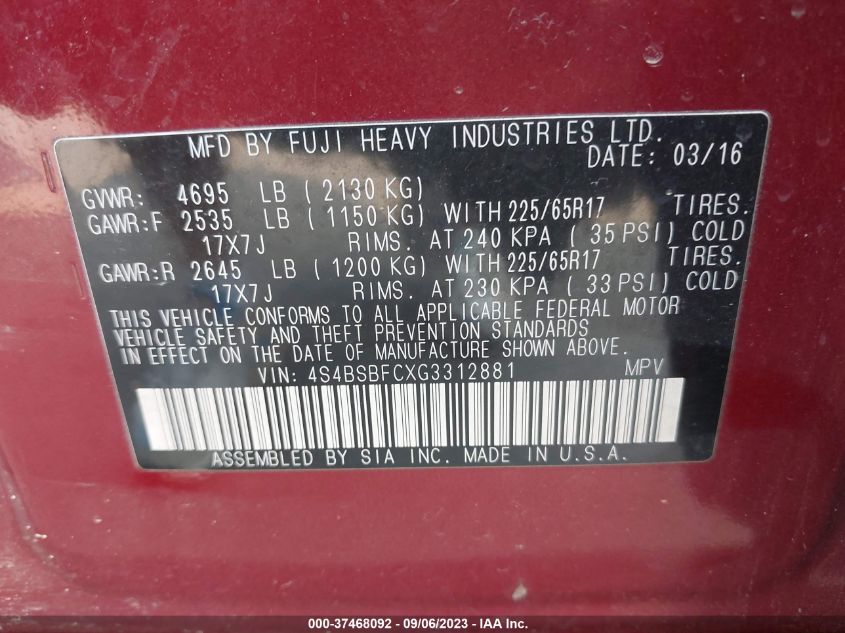 MFD BY FUJI HEAVY INDUSTRIES LTD.
DATE: 03/16
GVWR: 4695 LB ( 2130 KG)
GAWR:F 2535 LB ( 1150 KG) WITH 225/65R17 TIRES.
17X7J RIMS. AT 240 KPA ( 35 PSI) COLD
GAWR:R 2645 LB ( 1200 KG) WITH 225/65R17 TIRES.
17X7J RIMS. AT 230 KPA ( 33 PSI) COLD
THIS VEHICLE CONFORMS TO ALL APPLICABLE FEDERAL MOTOR
VEHICLE SAFETY AND THEFT PREVENTION STANDARDS
IN EFFECT ON THE DATE OF MANUFACTURE SHOWN ABOVE.
VIN: 4S4BSBFCXG3312881 MPV
ASSEMBLED BY SIA INC. MADE IN U.S.A.
000-37468092 - 09/06/2023 - IAA Inc.